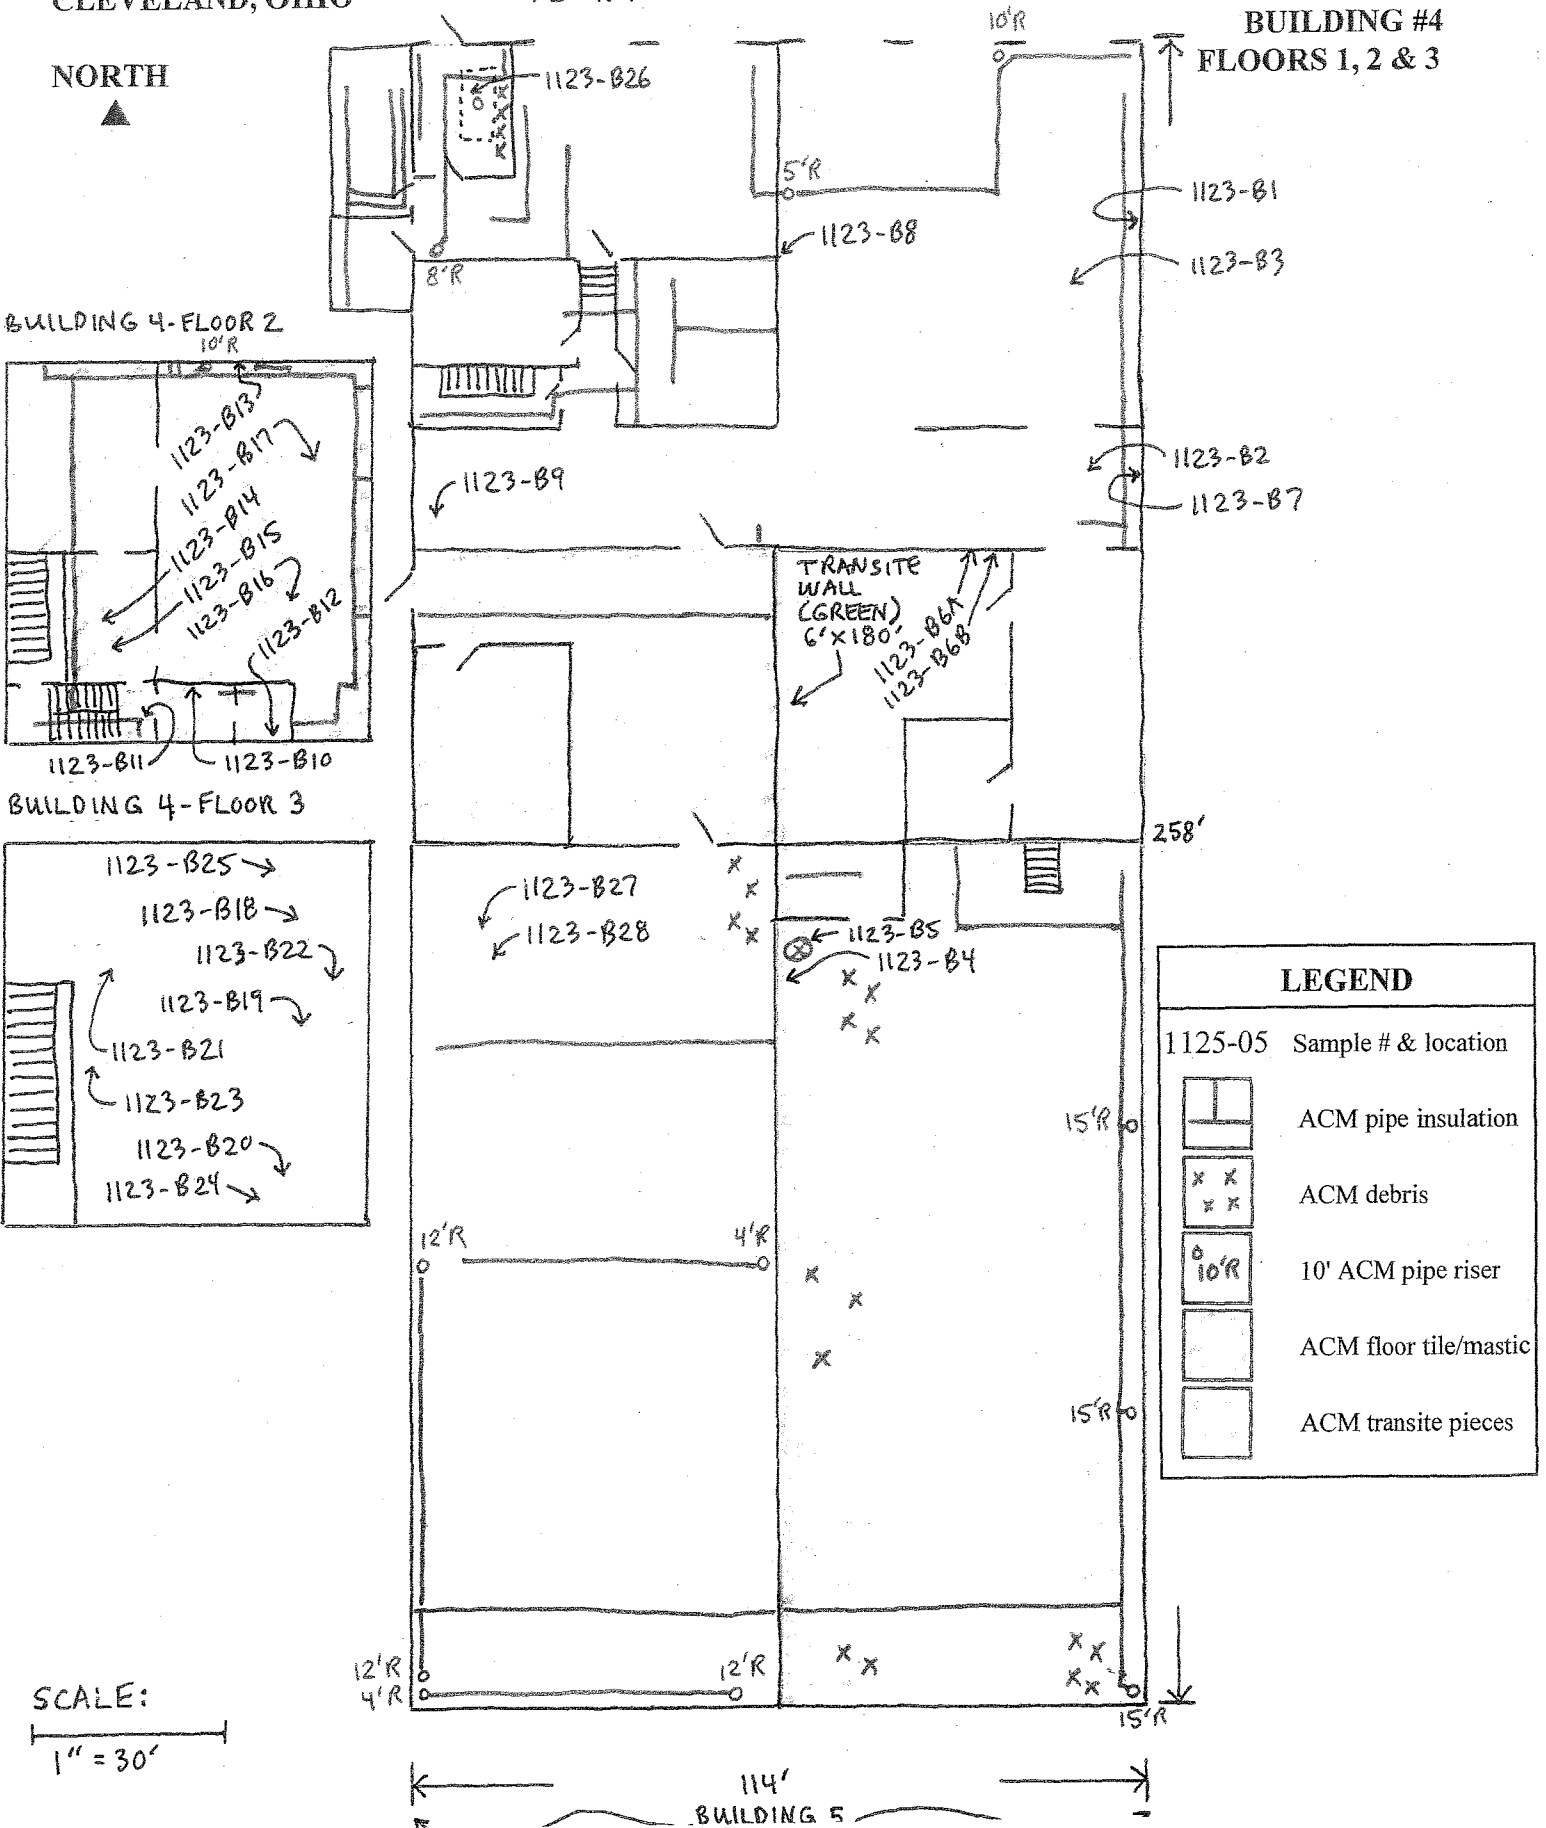 CLEVELAND, OHIO
BUILDING #4
FLOORS 1, 2 & 3
NORTH
10'R
1123-B26
5'R
1123-B1
1123-B8
1123-B3
8'R
BUILDING 4-FLOOR 2
10'R
1123-B13
1123-B17
1123-B14
1123-B15
1123-B16
1123-B12
1123-B11
1123-B10
1123-B9
1123-B2
1123-B7
TRANSITE
WALL
(GREEN)
6'X180'
1123-B6A
1123-B6B
BUILDING 4-FLOOR 3
1123-B25
1123-B18
1123-B22
1123-B19
1123-B21
1123-B23
1123-B20
1123-B24
258'
1123-B27
1123-B28
1123-B5
1123-B4
LEGEND
1125-05 Sample # & location
ACM pipe insulation
ACM debris
10'R 10' ACM pipe riser
ACM floor tile/mastic
ACM transite pieces
15'R
12'R
4'R
15'R
12'R
4'R
12'R
15'R
SCALE:
1" = 30'
114'
BUILDING 5